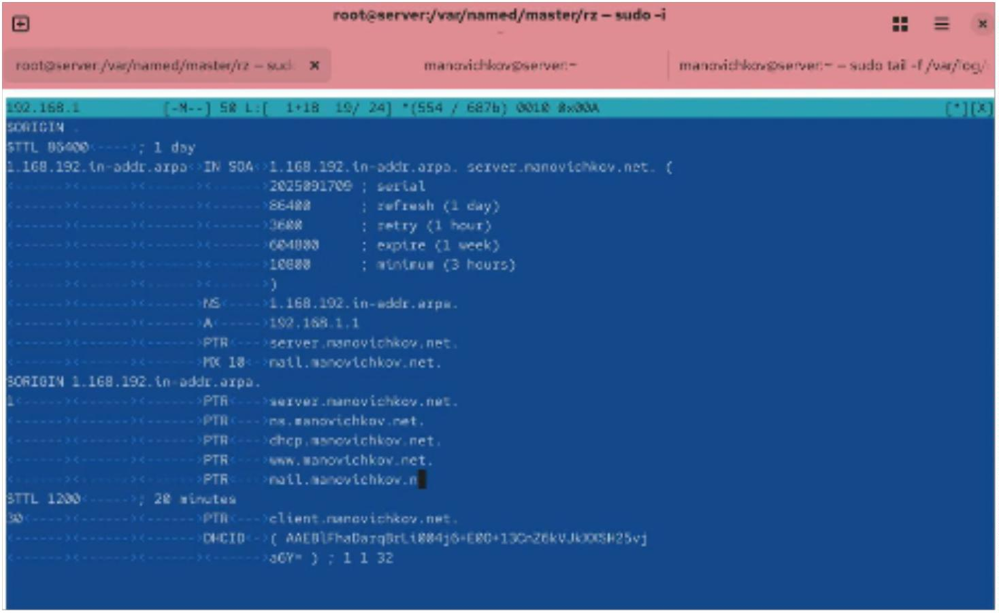 root@server:/var/named/master/rz — sudo -i
root@server:/var/named/master/rz — sud
manovichkov@server:~
manovichkov@server:~ — sudo tail -f /var/log/
192.168.1 [-M--] 50 L:[ 1+18 19/ 24] *(554 / 687b) 0010 0x00A [*][X]
$ORIGIN .
$TTL 86400<---->; 1 day
1.168.192.in-addr.arpa<>IN SOA<>1.168.192.in-addr.arpa. server.manovichkov.net. (
<------><------><------><------>2025091709 ; serial
<------><------><------><------>86400 ; refresh (1 day)
<------><------><------><------>3600 ; retry (1 hour)
<------><------><------><------>604800 ; expire (1 week)
<------><------><------><------>10800 ; minimum (3 hours)
<------><------><------><------>)
<------><------><------>NS<---->1.168.192.in-addr.arpa.
<------><------><------>A<----->192.168.1.1
<------><------><------>PTR<--->server.manovichkov.net.
<------><------><------>MX 10<->mail.manovichkov.net.
$ORIGIN 1.168.192.in-addr.arpa.
1<-----><------><------>PTR<--->server.manovichkov.net.
<------><------><------>PTR<--->ns.manovichkov.net.
<------><------><------>PTR<--->dhcp.manovichkov.net.
<------><------><------>PTR<--->www.manovichkov.net.
<------><------><------>PTR<--->mail.manovichkov.n
$TTL 1200<----->; 20 minutes
30<----><------><------>PTR<--->client.manovichkov.net.
<------><------><------>DHCID<->(
<------><------><------><------>a6Y= ) ; 1 1 32